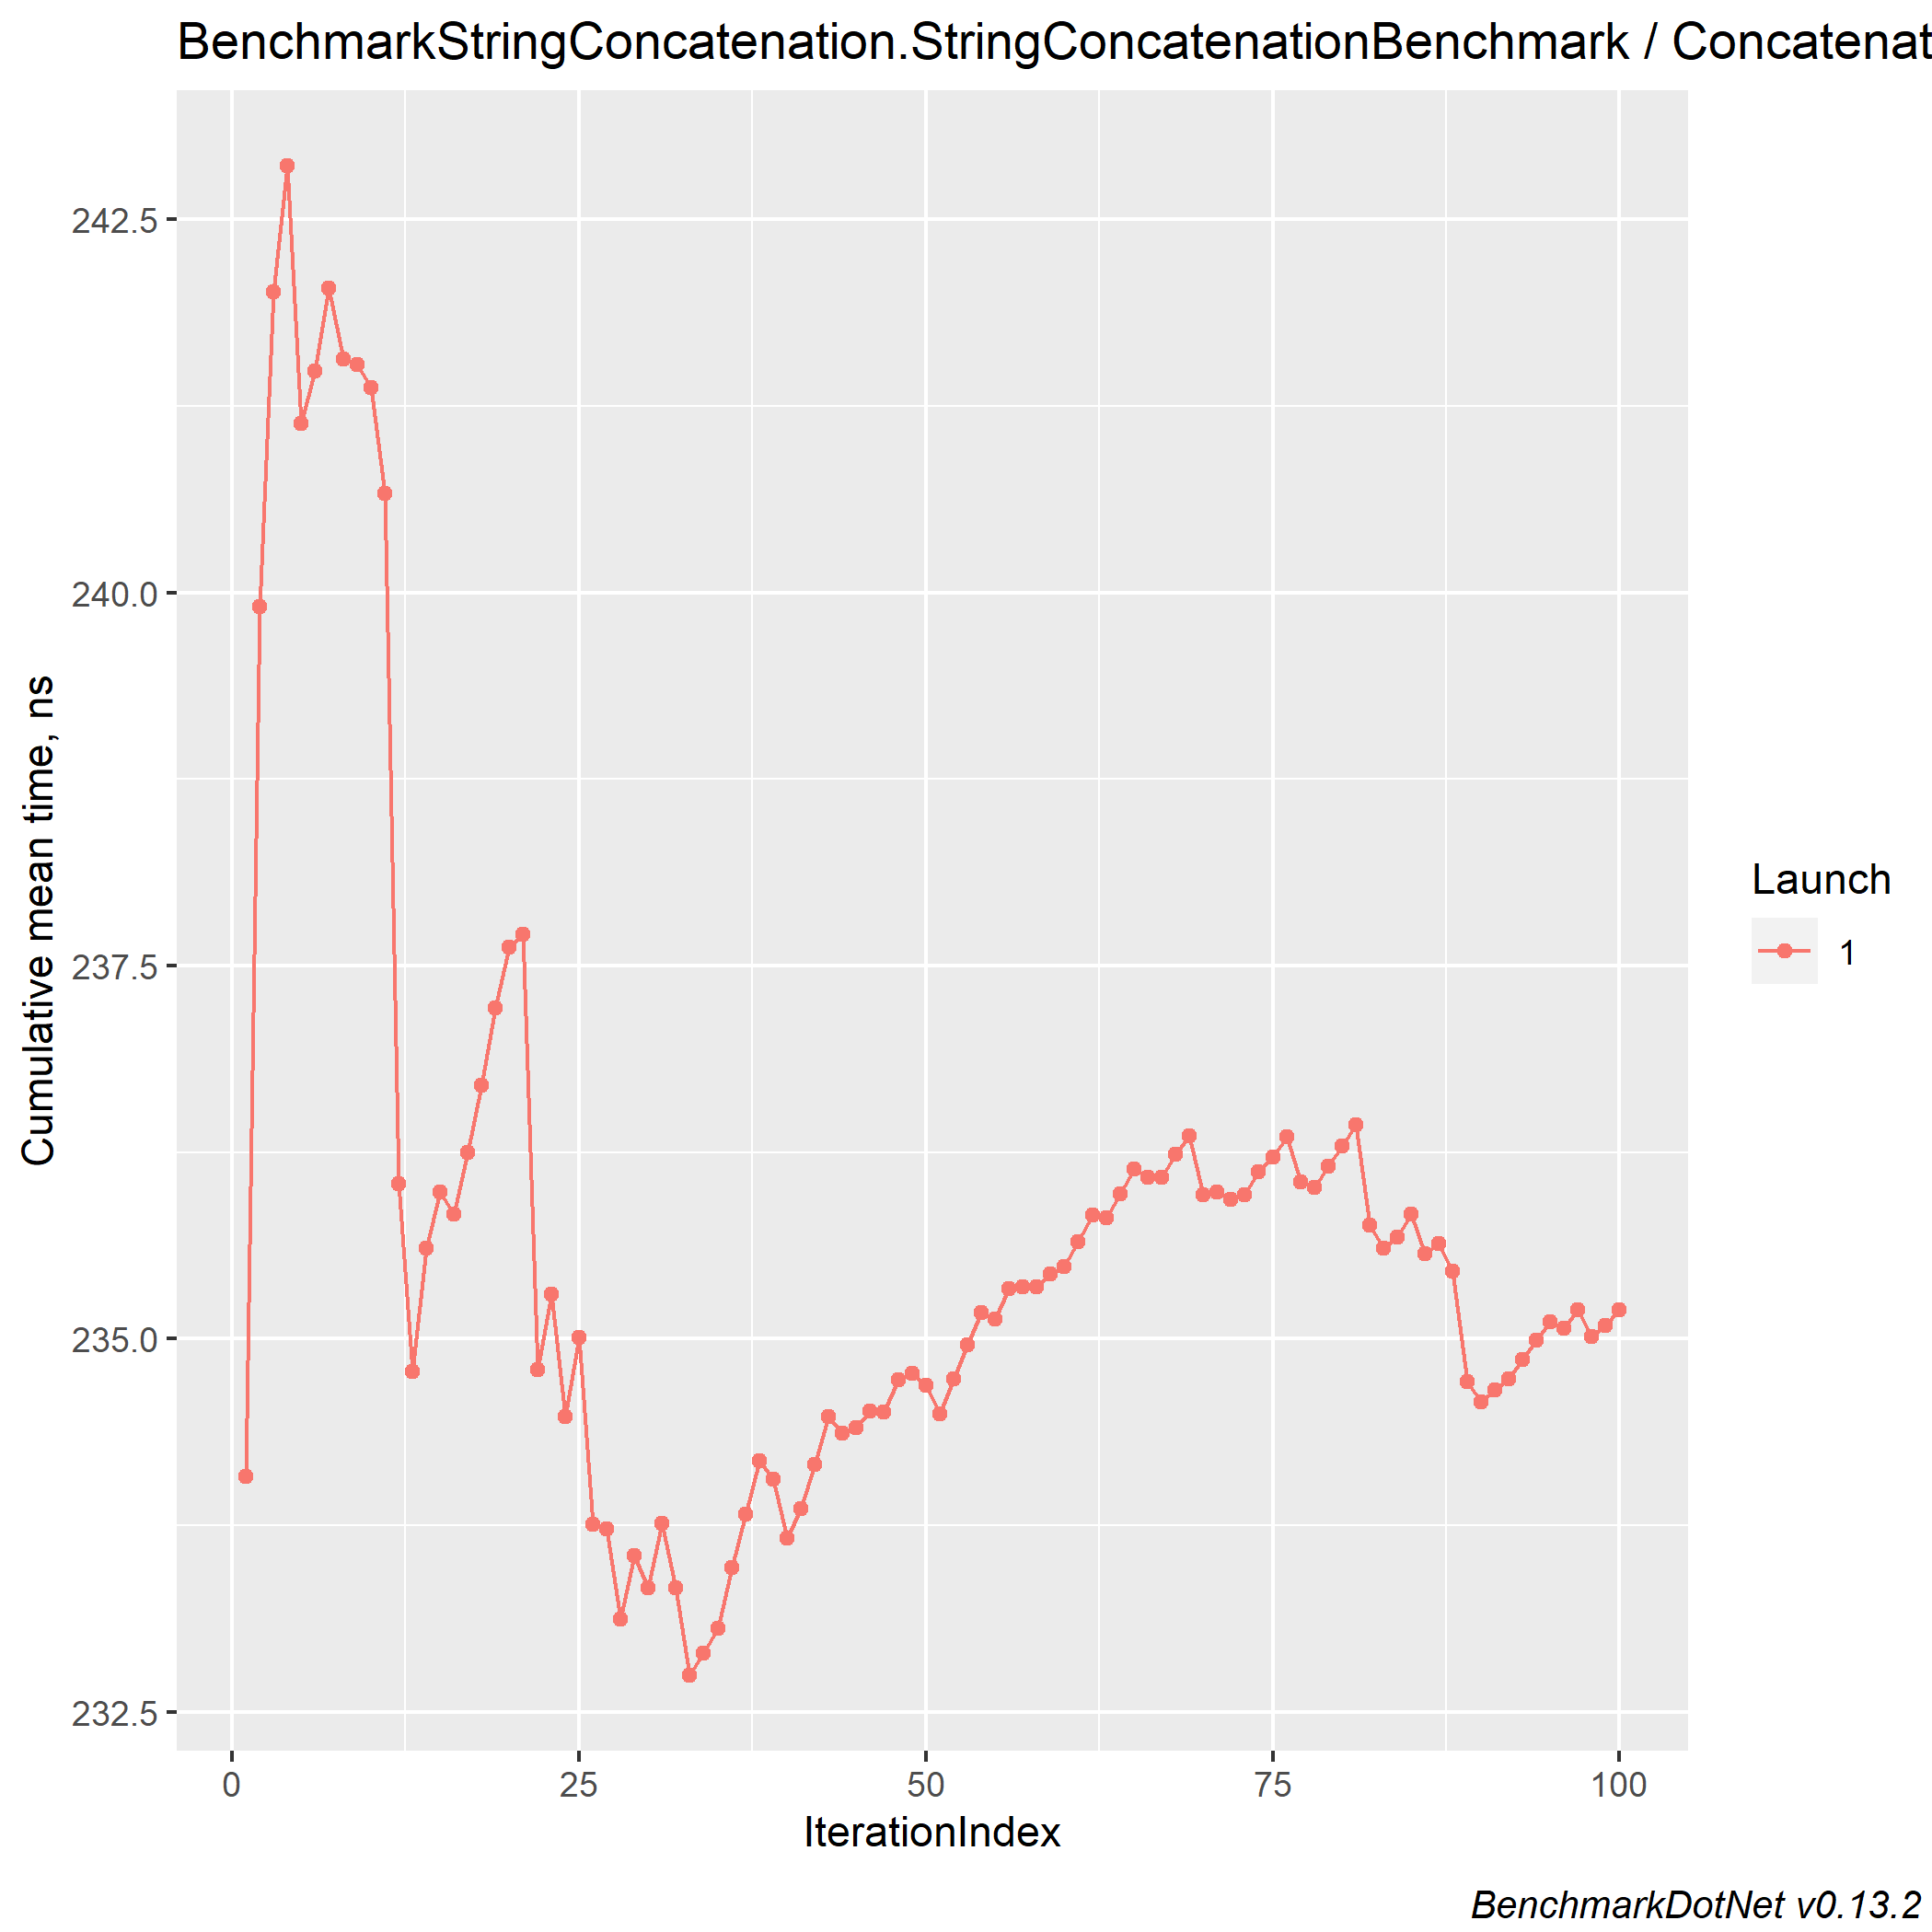 BenchmarkStringConcatenation.StringConcatenationBenchmark / Concatenat
242.5
240.0
237.5
235.0
232.5
Cumulative mean time, ns
0 25 50 75 100
IterationIndex
Launch
1
BenchmarkDotNet v0.13.2